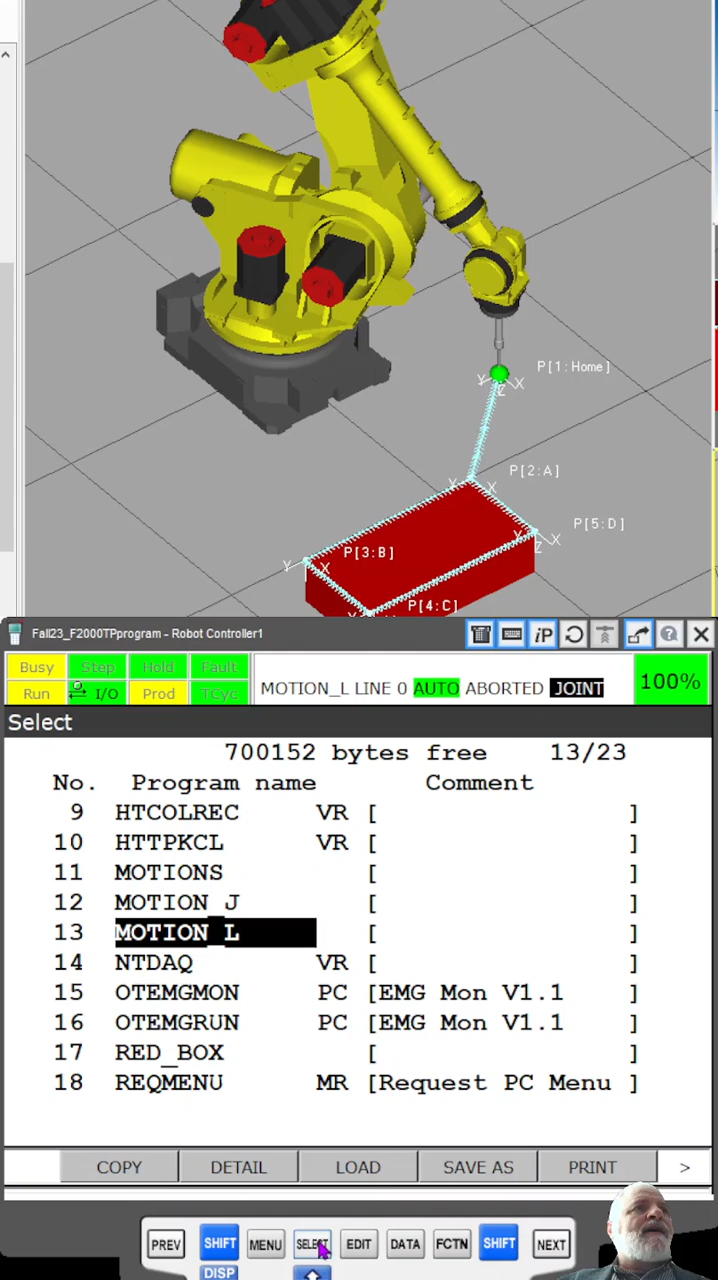 P[1:Home]
Y X
Z
P[2:A]
Y X
P[5:D]
Y X
Z
P[3:B]
Y X
P[4:C]
Fall23_F2000TPprogram - Robot Controller1
iP
Busy Step Hold Fault
Run I/O Prod TCyc
MOTION_L LINE 0 AUTO ABORTED JOINT
100%
Select
700152 bytes free 13/23
No. Program name Comment
9 HTCOLREC VR [ ]
10 HTTPKCL VR [ ]
11 MOTIONS [ ]
12 MOTION_J [ ]
13 MOTION_L [ ]
14 NTDAQ VR [ ]
15 OTEMGMON PC [EMG Mon V1.1 ]
16 OTEMGRUN PC [EMG Mon V1.1 ]
17 RED_BOX [ ]
18 REQMENU MR [Request PC Menu ]
COPY DETAIL LOAD SAVE AS PRINT >
PREV SHIFT MENU SELECT EDIT DATA FCTN SHIFT NEXT
DISP